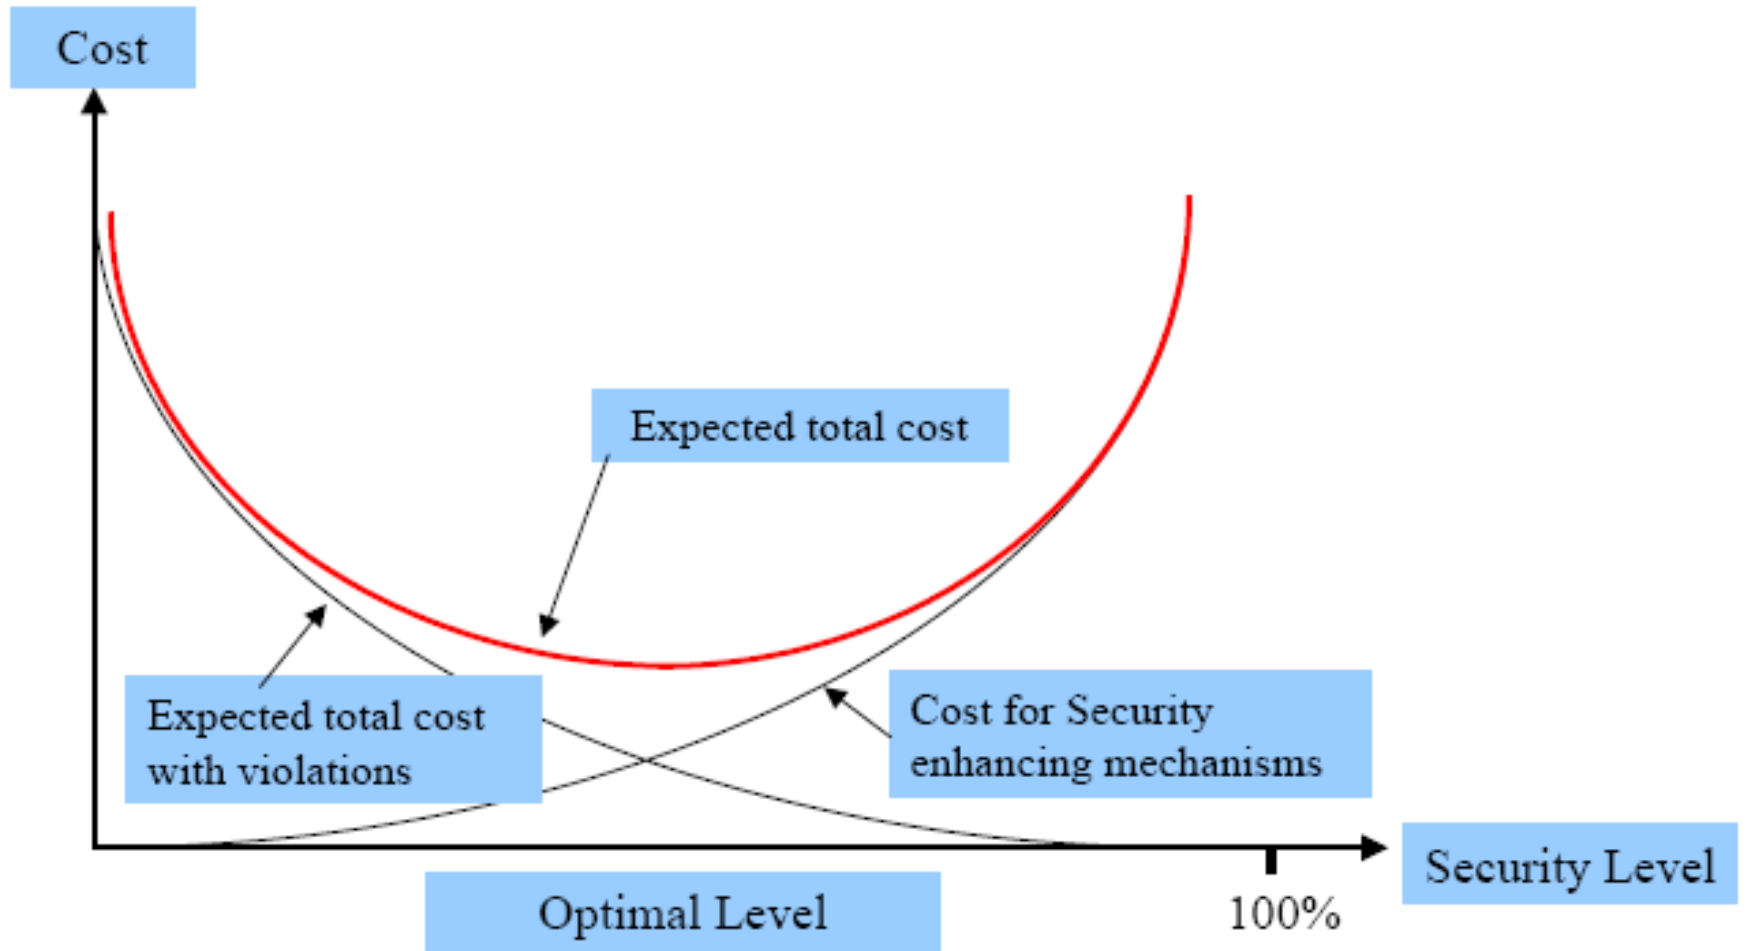 Cost
Expected total cost
Expected total cost
with violations
Cost for Security
enhancing mechanisms
Security Level
Optimal Level
100%